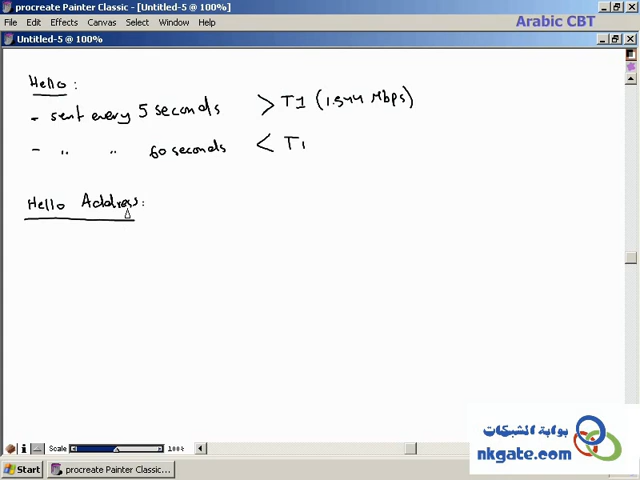 procreate Painter Classic - [Untitled-5 @ 100%]
File Edit Effects Canvas Select Window Help
Arabic CBT
Untitled-5 @ 100%
Hello :
- sent every 5 seconds > T1 (1.544 Mbps)
- " " 60 seconds < T1
Hello Address:
بوابة الشبكات
nkgate.com
Scale 100%
Start procreate Painter Classic...